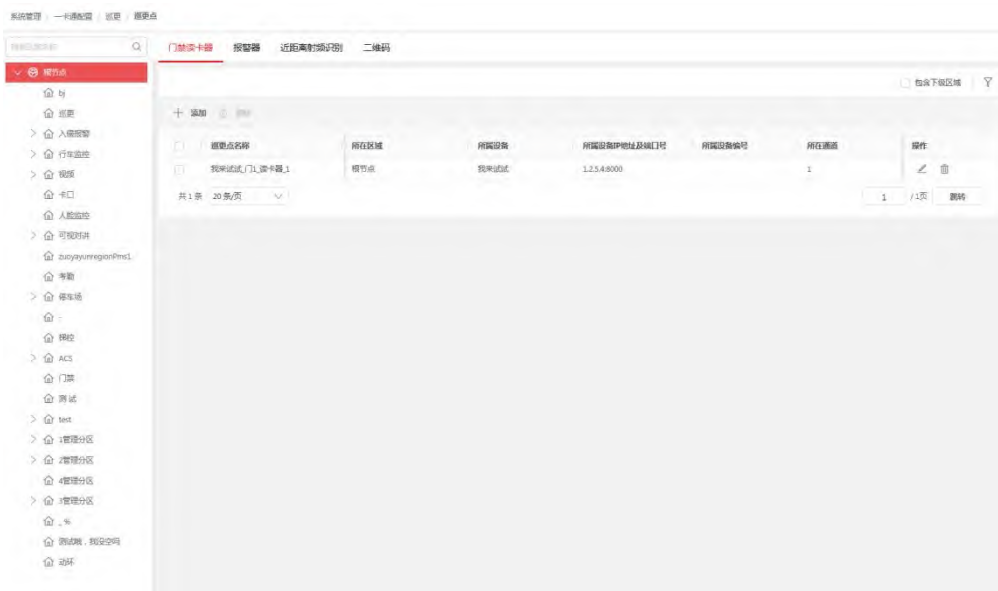 系统管理 / 一卡通配置 / 巡更 / 巡更点
门禁读卡器 报警器 近距离射频识别 二维码
根节点
包含下级区域
bj
巡更
添加 删除
入侵报警
巡更点名称 所在区域 所属设备 所属设备IP地址及端口号 所属设备编号 所在通道 操作
行车监控
我来试试_门1_读卡器_1 根节点 我来试试 1.2.5.4:8000 1
视频
共 1 条 20 条/页 1 / 1页 跳转
卡口
人脸监控
可视对讲
zuoyayunregionPms1
考勤
停车场
-
梯控
ACS
门禁
测 试
test
1管理分区
2管理分区
4管理分区
3管理分区
_ %
测试哦，我没空吗
动环